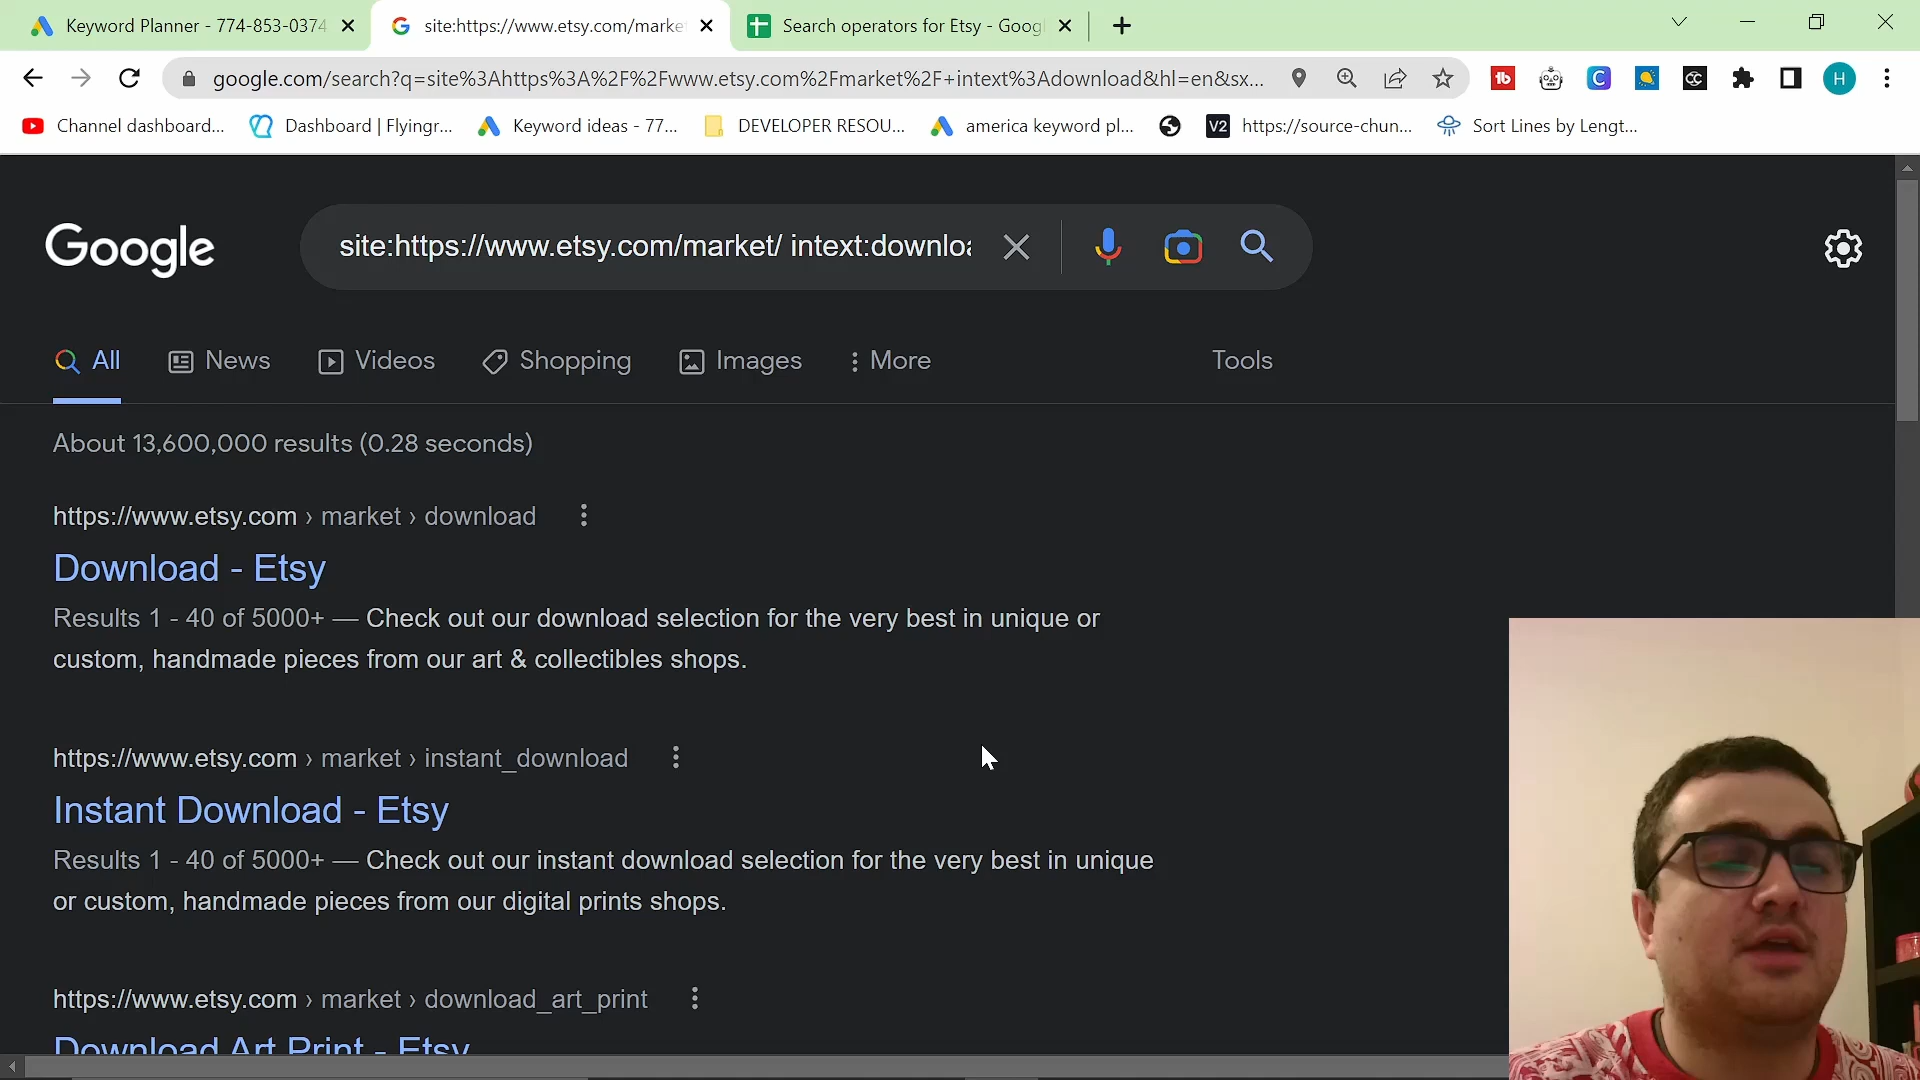 Keyword Planner - 774-853-0374
site:https://www.etsy.com/marke
Search operators for Etsy - Googl
google.com/search?q=site%3Ahttps%3A%2F%2Fwww.etsy.com%2Fmarket%2F+intext%3Adownload&hl=en&sx...
tb
C
CC
H
Channel dashboard...
Dashboard | Flyingr...
Keyword ideas - 77...
DEVELOPER RESOU...
america keyword pl...
V2
https://source-chun...
Sort Lines by Lengt...
Google
site:https://www.etsy.com/market/ intext:downloa
All
News
Videos
Shopping
Images
More
Tools
About 13,600,000 results (0.28 seconds)
https://www.etsy.com › market › download
Download - Etsy
Results 1 - 40 of 5000+ — Check out our download selection for the very best in unique or
custom, handmade pieces from our art & collectibles shops.
https://www.etsy.com › market › instant_download
Instant Download - Etsy
Results 1 - 40 of 5000+ — Check out our instant download selection for the very best in unique
or custom, handmade pieces from our digital prints shops.
https://www.etsy.com › market › download_art_print
Download Art Print - Etsy